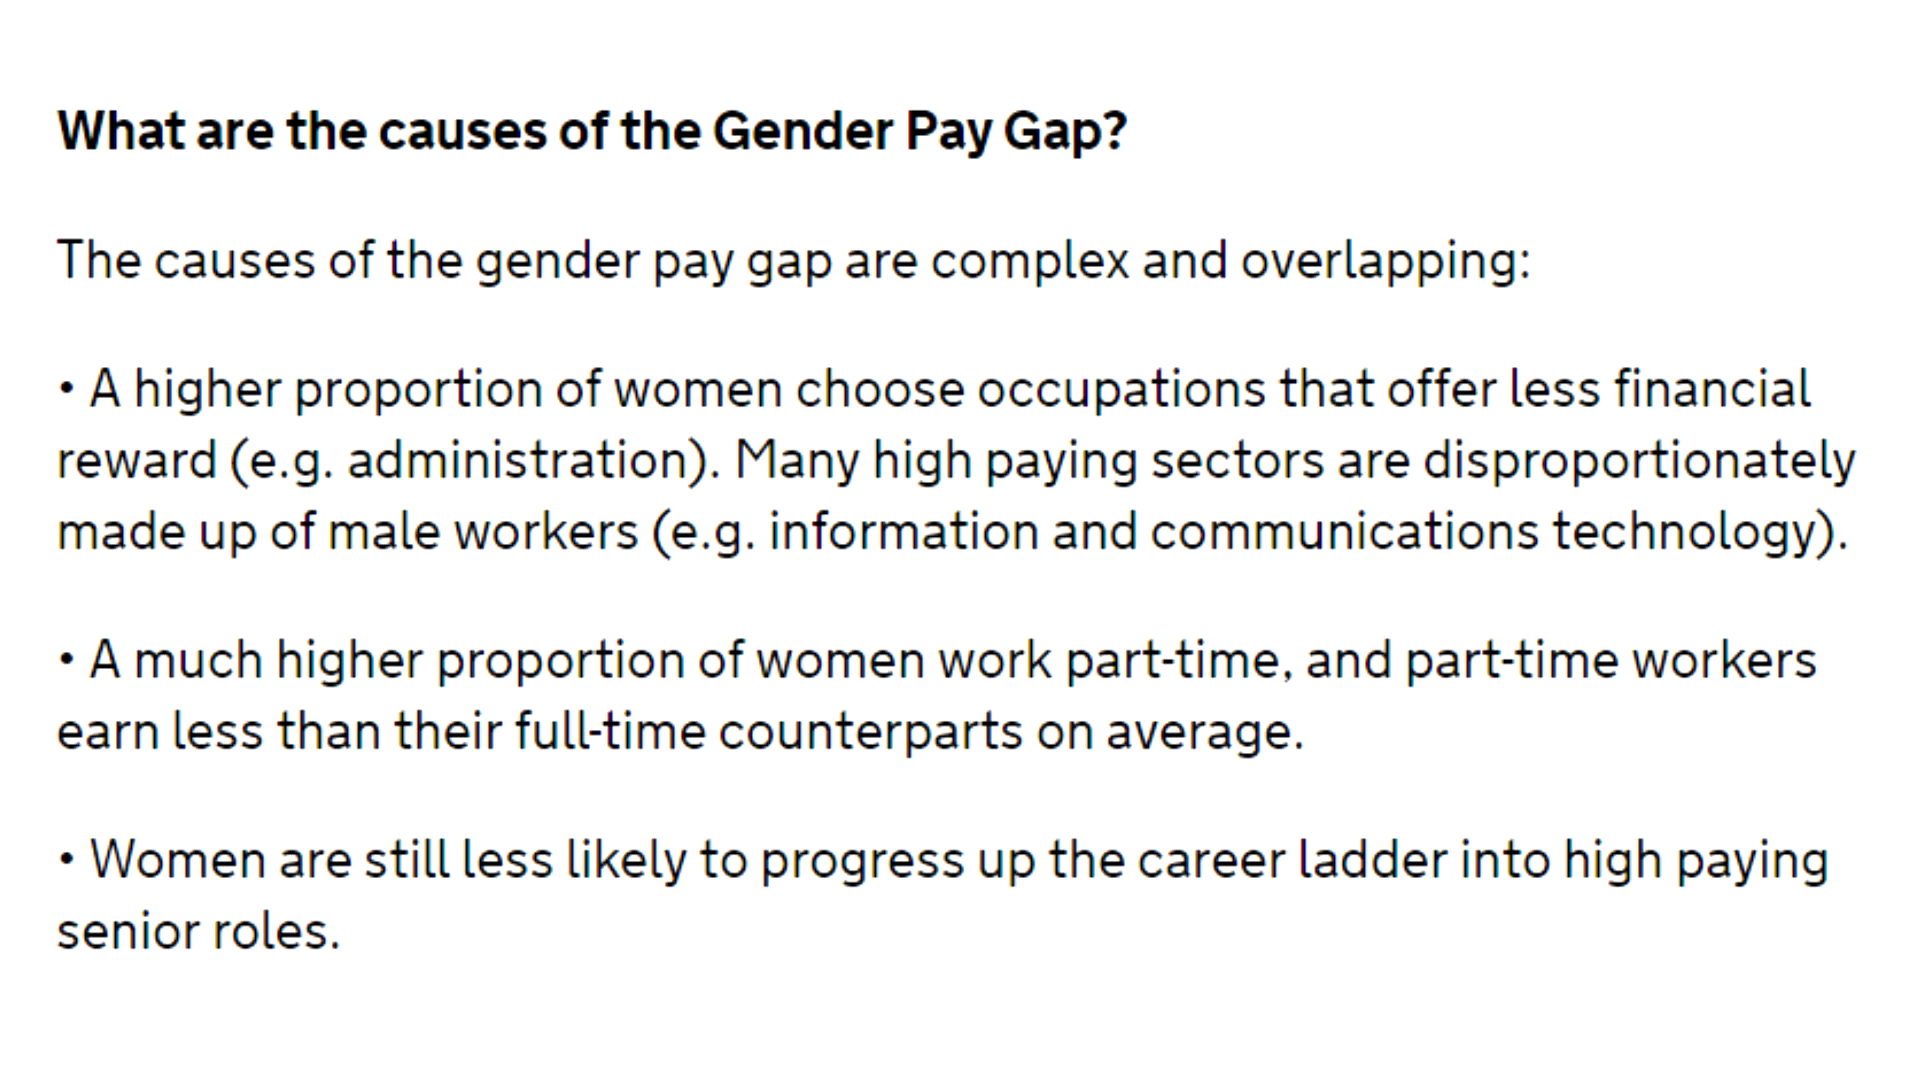 What are the causes of the Gender Pay Gap?
The causes of the gender pay gap are complex and overlapping:
• A higher proportion of women choose occupations that offer less financial
reward (e.g. administration). Many high paying sectors are disproportionately
made up of male workers (e.g. information and communications technology).
• A much higher proportion of women work part-time, and part-time workers
earn less than their full-time counterparts on average.
• Women are still less likely to progress up the career ladder into high paying
senior roles.